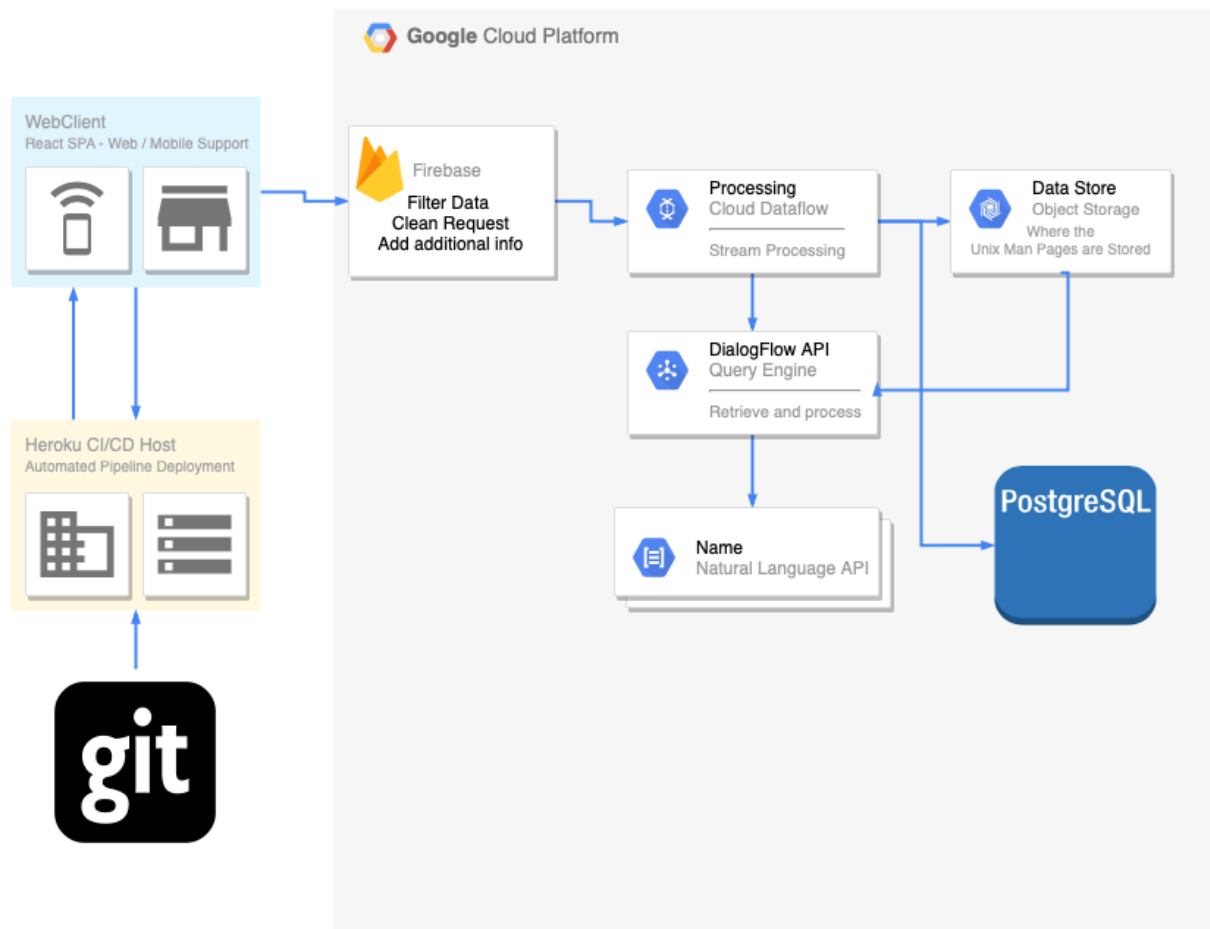 Google Cloud Platform
WebClient
React SPA - Web / Mobile Support
Firebase
Filter Data
Clean Request
Add additional info
Processing
Cloud Dataflow
Stream Processing
Data Store
Object Storage
Where the
Unix Man Pages are Stored
DialogFlow API
Query Engine
Retrieve and process
Heroku CI/CD Host
Automated Pipeline Deployment
PostgreSQL
Name
Natural Language API
git